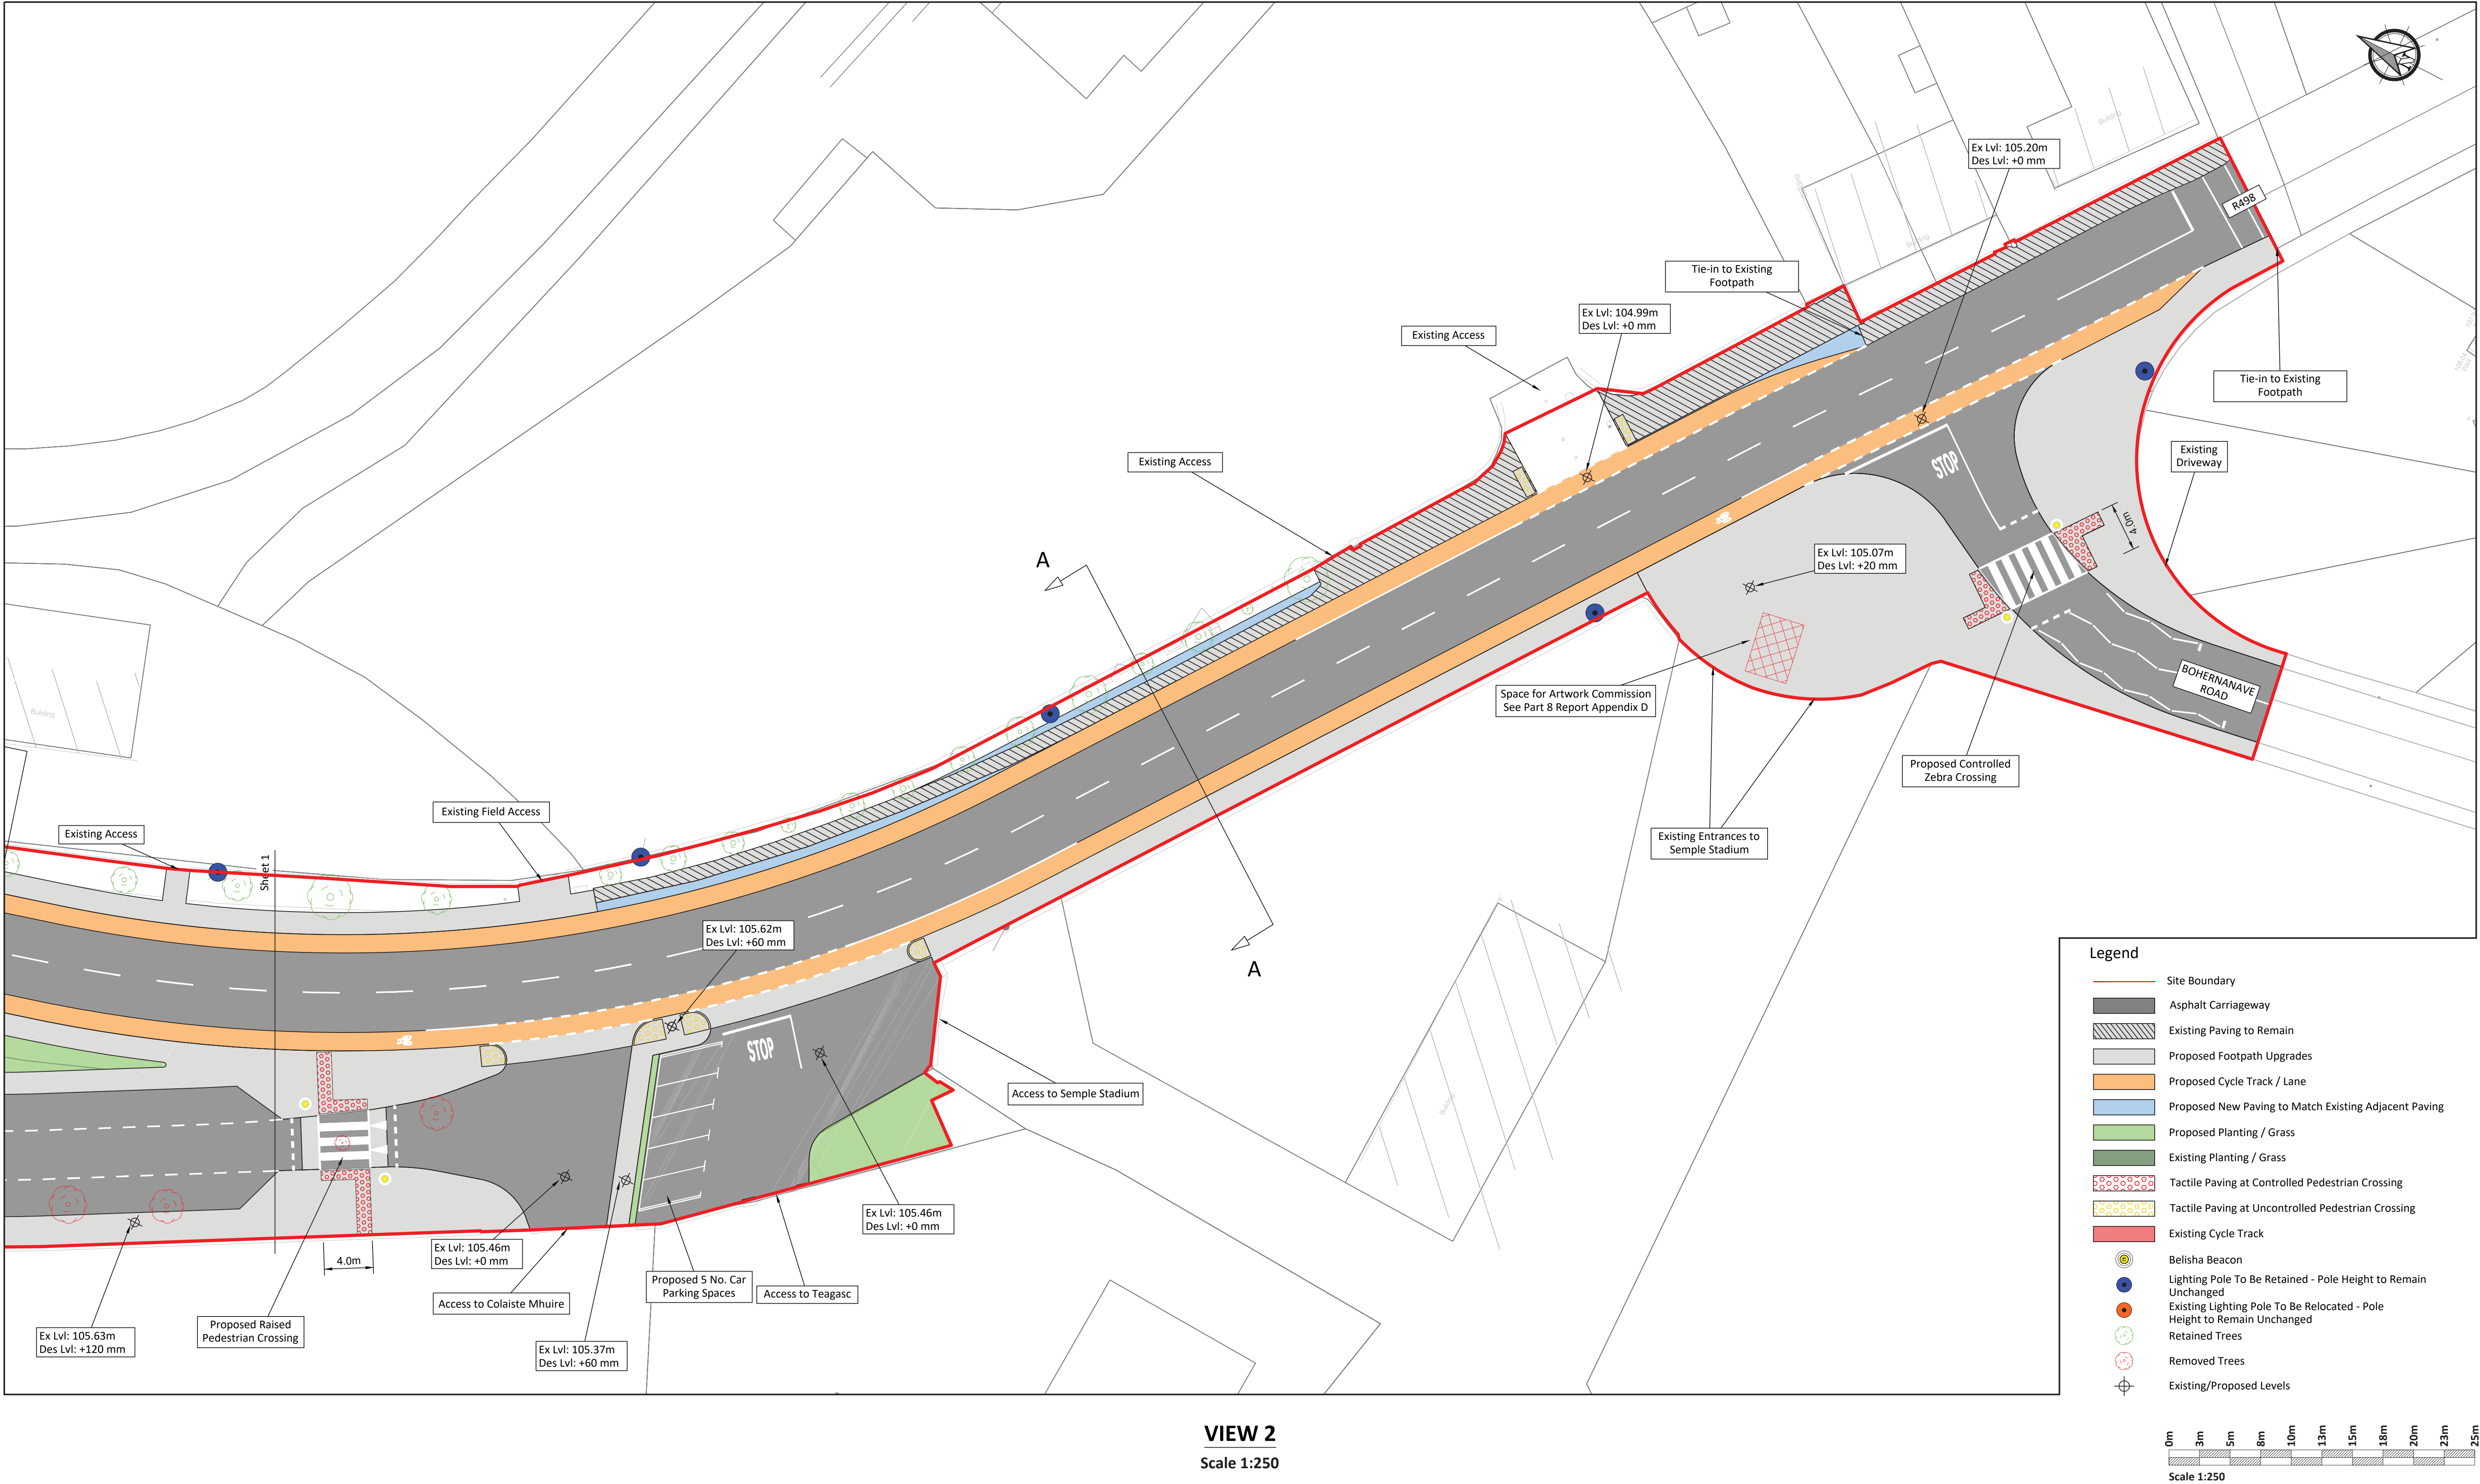 Building
Ex Lvl: 105.20m
Des Lvl: +0 mm
Building
Building
R498
Tie-in to Existing
Footpath
Ex Lvl: 104.99m
Des Lvl: +0 mm
Existing Access
Tie-in to Existing
Footpath
Existing Access
Existing
Driveway
STOP
4.0m
A
Ex Lvl: 105.07m
Des Lvl: +20 mm
Space for Artwork Commission
See Part 8 Report Appendix D
BOHERNANAVE
ROAD
Building
Proposed Controlled
Zebra Crossing
Existing Field Access
Existing Access
Existing Entrances to
Semple Stadium
Sheet 1
Ex Lvl: 105.62m
Des Lvl: +60 mm
A
STOP
Access to Semple Stadium
Building
Ex Lvl: 105.46m
Des Lvl: +0 mm
Ex Lvl: 105.46m
Des Lvl: +0 mm
4.0m
Proposed 5 No. Car
Parking Spaces
Access to Teagasc
Access to Colaiste Mhuire
Proposed Raised
Pedestrian Crossing
Ex Lvl: 105.63m
Des Lvl: +120 mm
Ex Lvl: 105.37m
Des Lvl: +60 mm
Legend
Site Boundary
Asphalt Carriageway
Existing Paving to Remain
Proposed Footpath Upgrades
Proposed Cycle Track / Lane
Proposed New Paving to Match Existing Adjacent Paving
Proposed Planting / Grass
Existing Planting / Grass
Tactile Paving at Controlled Pedestrian Crossing
Tactile Paving at Uncontrolled Pedestrian Crossing
Existing Cycle Track
Belisha Beacon
Lighting Pole To Be Retained - Pole Height to Remain
Unchanged
Existing Lighting Pole To Be Relocated - Pole
Height to Remain Unchanged
Retained Trees
Removed Trees
Existing/Proposed Levels
VIEW 2
Scale 1:250
0m 3m 5m 8m 10m 13m 15m 18m 20m 23m 25m
Scale 1:250